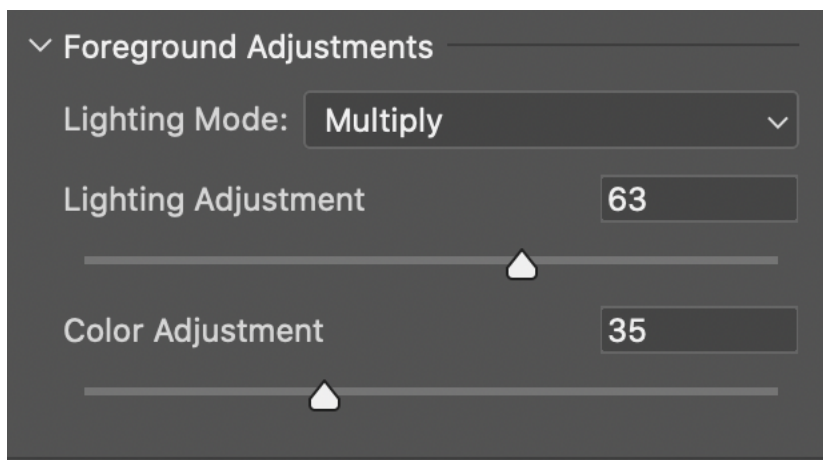 Foreground Adjustments
Lighting Mode: Multiply
Lighting Adjustment 63
Color Adjustment 35